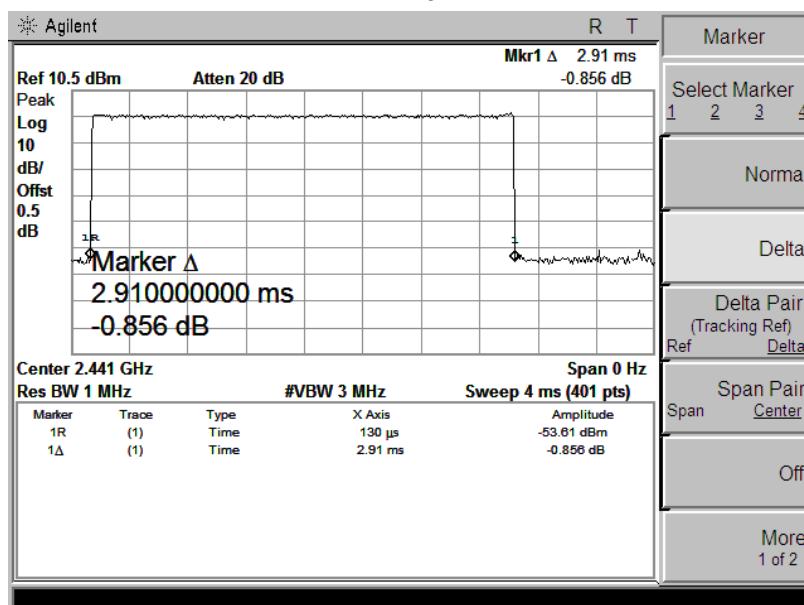 Agilent R T
Mkr1 Δ 2.91 ms
Ref 10.5 dBm Atten 20 dB -0.856 dB
Peak
Log
10
dB/
Offst
0.5
dB
1R
1
Marker Δ
2.910000000 ms
-0.856 dB
Center 2.441 GHz Span 0 Hz
Res BW 1 MHz #VBW 3 MHz Sweep 4 ms (401 pts)
Marker Trace Type X Axis Amplitude
1R (1) Time 130 µs -53.61 dBm
1Δ (1) Time 2.91 ms -0.856 dB
Marker
Select Marker
1 2 3 4
Norma
Delta
Delta Pair
(Tracking Ref)
Ref Delta
Span Pair
Span Center
Off
More
1 of 2